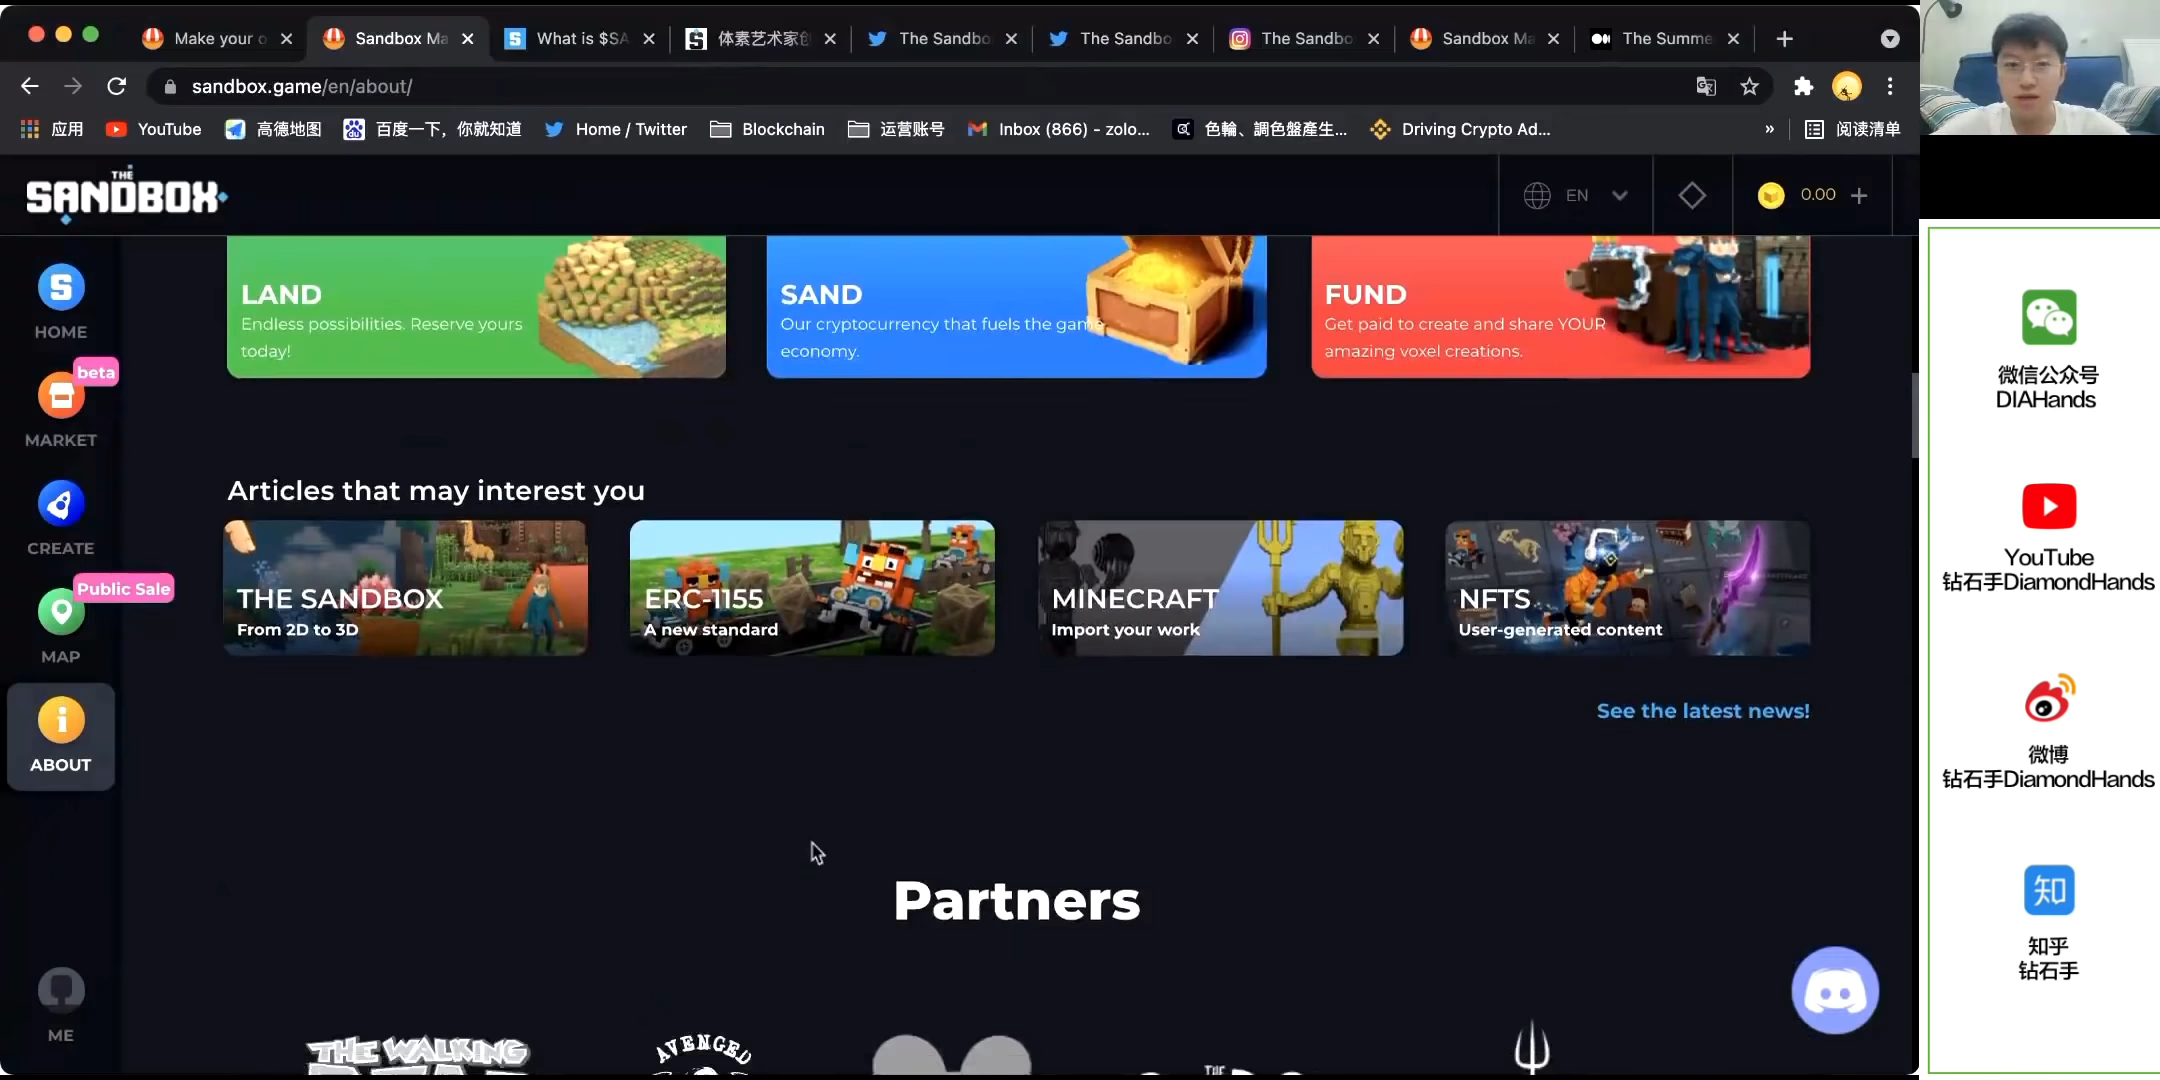 Make your o
Sandbox Ma
What is $SA
体素艺术家创
The Sandbo
The Sandbo
The Sandbo
Sandbox Ma
The Summe
sandbox.game/en/about/
应用
YouTube
高德地图
百度一下，你就知道
Home / Twitter
Blockchain
运营账号
Inbox (866) - zolo...
色輪、調色盤產生...
Driving Crypto Ad...
»
阅读清单
THE
SANDBOX
EN
0.00
HOME
beta
MARKET
CREATE
Public Sale
MAP
ABOUT
ME
LAND
Endless possibilities. Reserve yours
today!
SAND
Our cryptocurrency that fuels the game
economy.
FUND
Get paid to create and share YOUR
amazing voxel creations.
Articles that may interest you
THE SANDBOX
From 2D to 3D
ERC-1155
A new standard
MINECRAFT
Import your work
NFTS
User-generated content
See the latest news!
Partners
THE WALKING
AVENGED
THE
微信公众号
DIAHands
YouTube
钻石手DiamondHands
微博
钻石手DiamondHands
知
知乎
钻石手